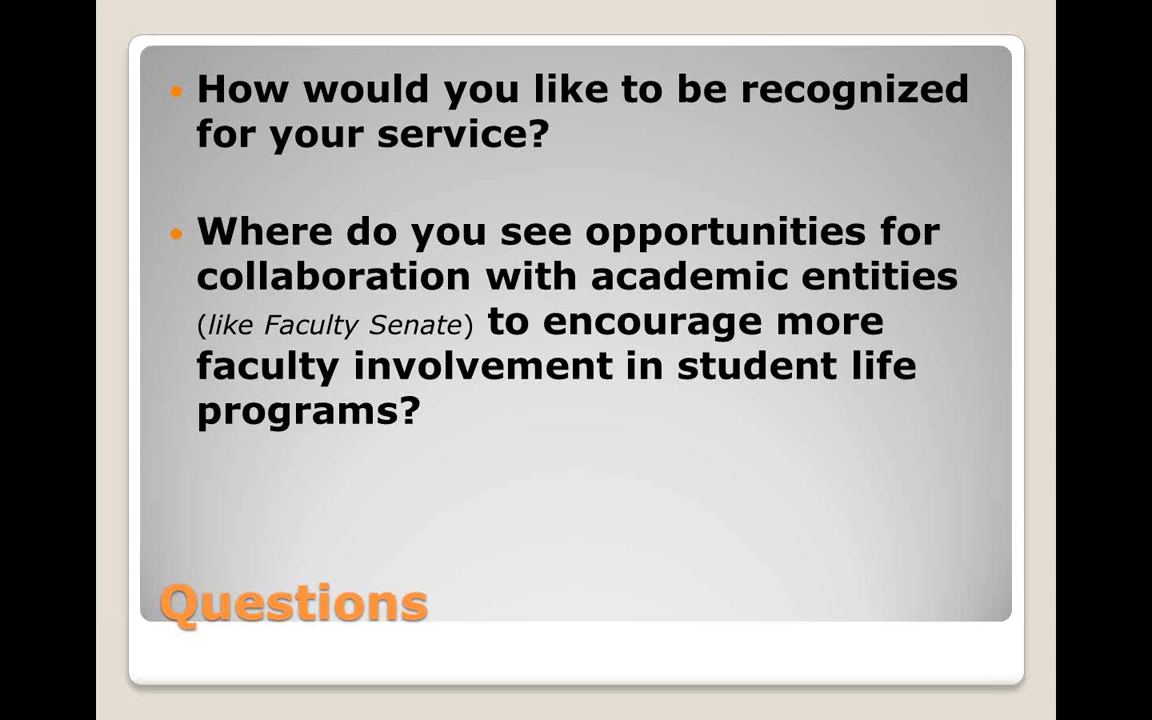 • How would you like to be recognized
for your service?
• Where do you see opportunities for
collaboration with academic entities
(like Faculty Senate) to encourage more
faculty involvement in student life
programs?
Questions